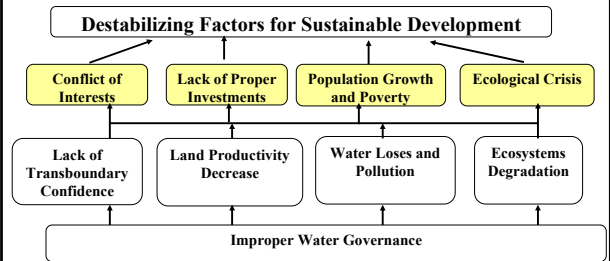 Destabilizing Factors for Sustainable Development
Conflict of
Interests
Lack of Proper
Investments
Population Growth
and Poverty
Ecological Crisis
Lack of
Transboundary
Confidence
Land Productivity
Decrease
Water Loses and
Pollution
Ecosystems
Degradation
Improper Water Governance